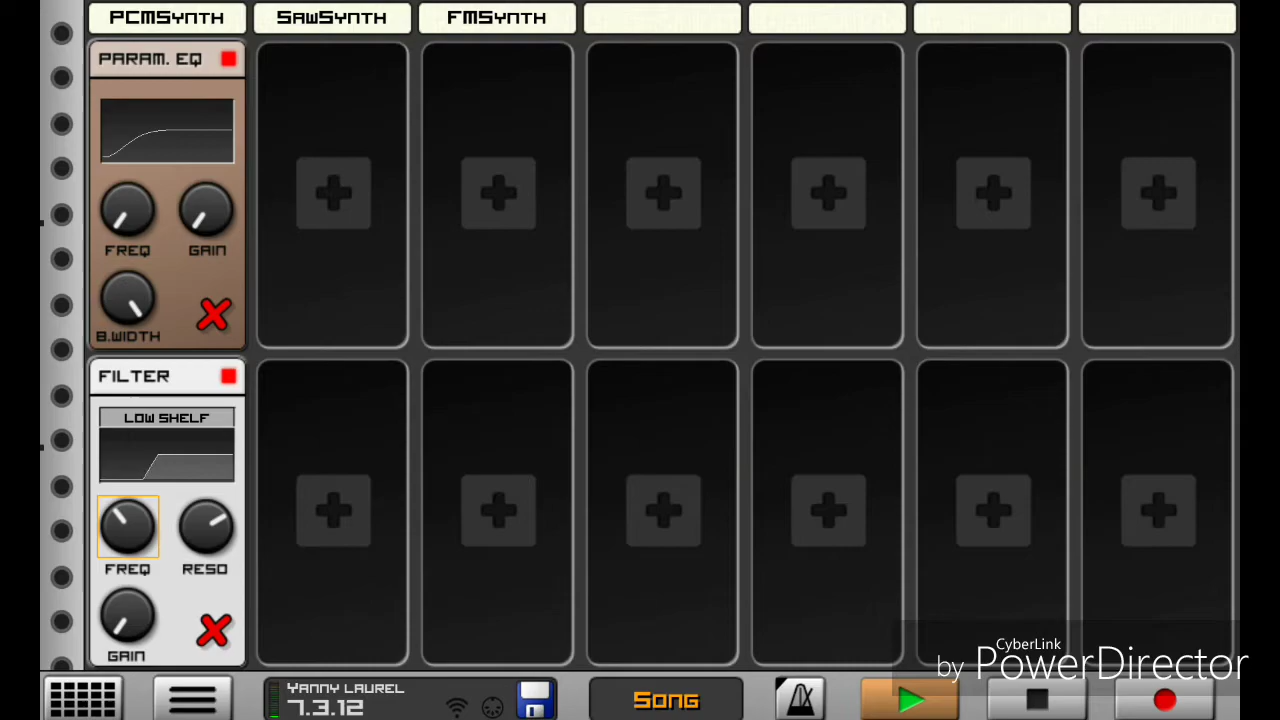 PCMSYNTH SAWSYNTH FMSYNTH
PARAM. EQ
FREQ GAIN
B.WIDTH
FILTER
LOW SHELF
FREQ RESO
GAIN
YANNY LAUREL
7.3.12
SONG
CyberLink
by PowerDirector